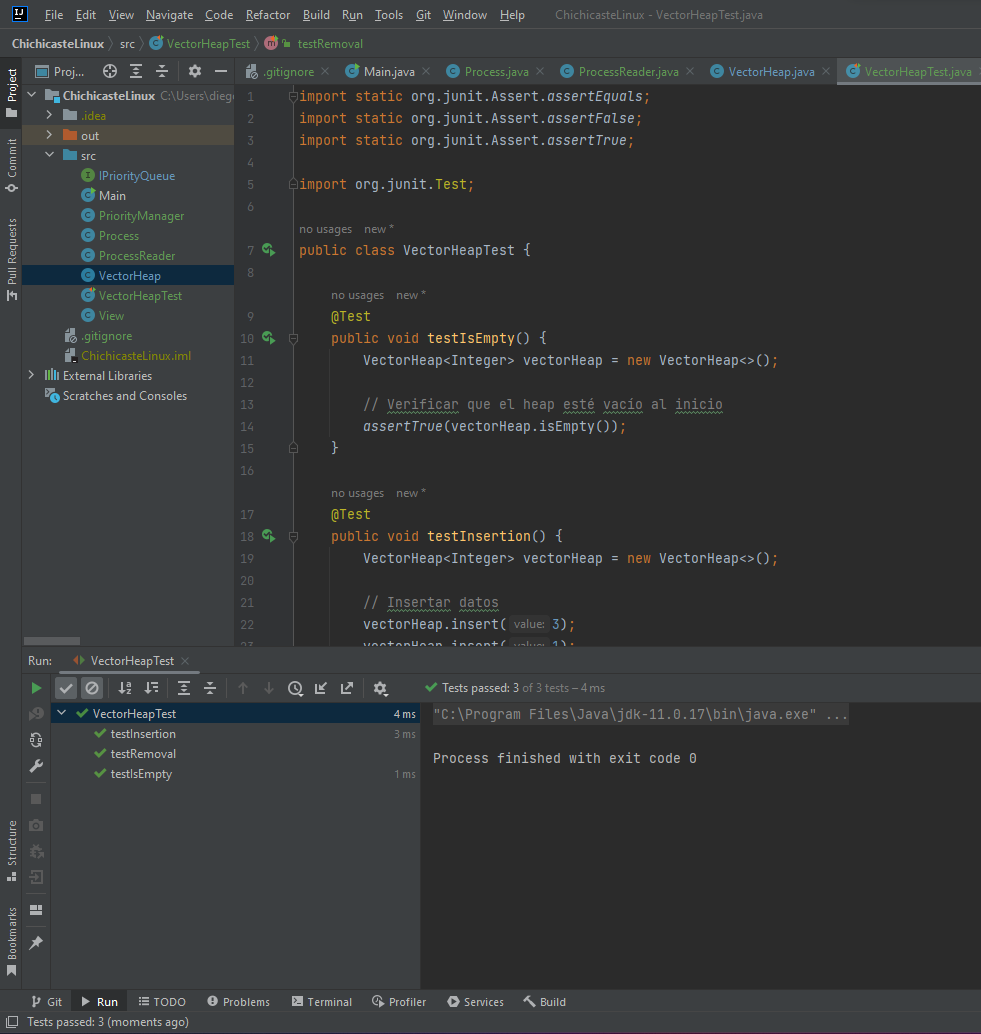 File Edit View Navigate Code Refactor Build Run Tools Git Window Help ChichicasteLinux - VectorHeapTest.java
ChichicasteLinux src VectorHeapTest testRemoval
Project
Commit
Pull Requests
Proj...
.gitignore Main.java Process.java ProcessReader.java VectorHeap.java VectorHeapTest.java
ChichicasteLinux C:\Users\dieg
.idea
out
src
IPriorityQueue
Main
PriorityManager
Process
ProcessReader
VectorHeap
VectorHeapTest
View
.gitignore
ChichicasteLinux.iml
External Libraries
Scratches and Consoles
1 import static org.junit.Assert.assertEquals;
2 import static org.junit.Assert.assertFalse;
3 import static org.junit.Assert.assertTrue;
4
5 import org.junit.Test;
6
no usages new *
7 public class VectorHeapTest {
8
no usages new *
9 @Test
10 public void testIsEmpty() {
11 VectorHeap<Integer> vectorHeap = new VectorHeap<>();
12
13 // Verificar que el heap esté vacío al inicio
14 assertTrue(vectorHeap.isEmpty());
15 }
16
no usages new *
17 @Test
18 public void testInsertion() {
19 VectorHeap<Integer> vectorHeap = new VectorHeap<>();
20
21 // Insertar datos
22 vectorHeap.insert( value: 3);
23 vectorHeap.insert( value: 1);
Run: VectorHeapTest
Tests passed: 3 of 3 tests – 4 ms
VectorHeapTest 4 ms
testInsertion 3 ms
testRemoval
testIsEmpty 1 ms
"C:\Program Files\Java\jdk-11.0.17\bin\java.exe" ...
Process finished with exit code 0
Structure
Bookmarks
Git Run TODO Problems Terminal Profiler Services Build
Tests passed: 3 (moments ago)